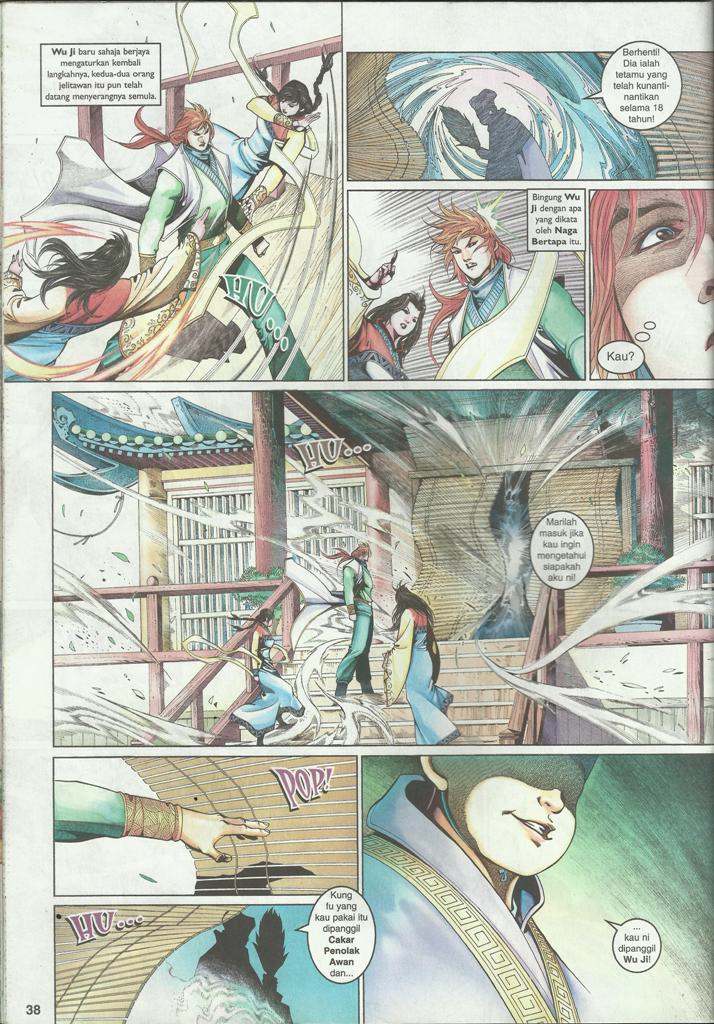 Wu Ji baru sahaja berjaya
mengaturkan kembali
langkahnya, kedua-dua orang
jelitawan itu pun telah
datang menyerangnya semula.
HU...
Berhenti!
Dia ialah
tetamu yang
telah kunanti-
nantikan
selama 18
tahun!
Bingung Wu
Ji dengan apa
yang dikata
oleh Naga
Bertapa itu.
Kau?
HU...
Marilah
masuk jika
kau ingin
mengetahui
siapakah
aku ni!
POP!
HU...
Kung
fu yang
kau pakai itu
dipanggil
Cakar
Penolak
Awan
dan...
...
kau ni
dipanggil
Wu Ji!
38